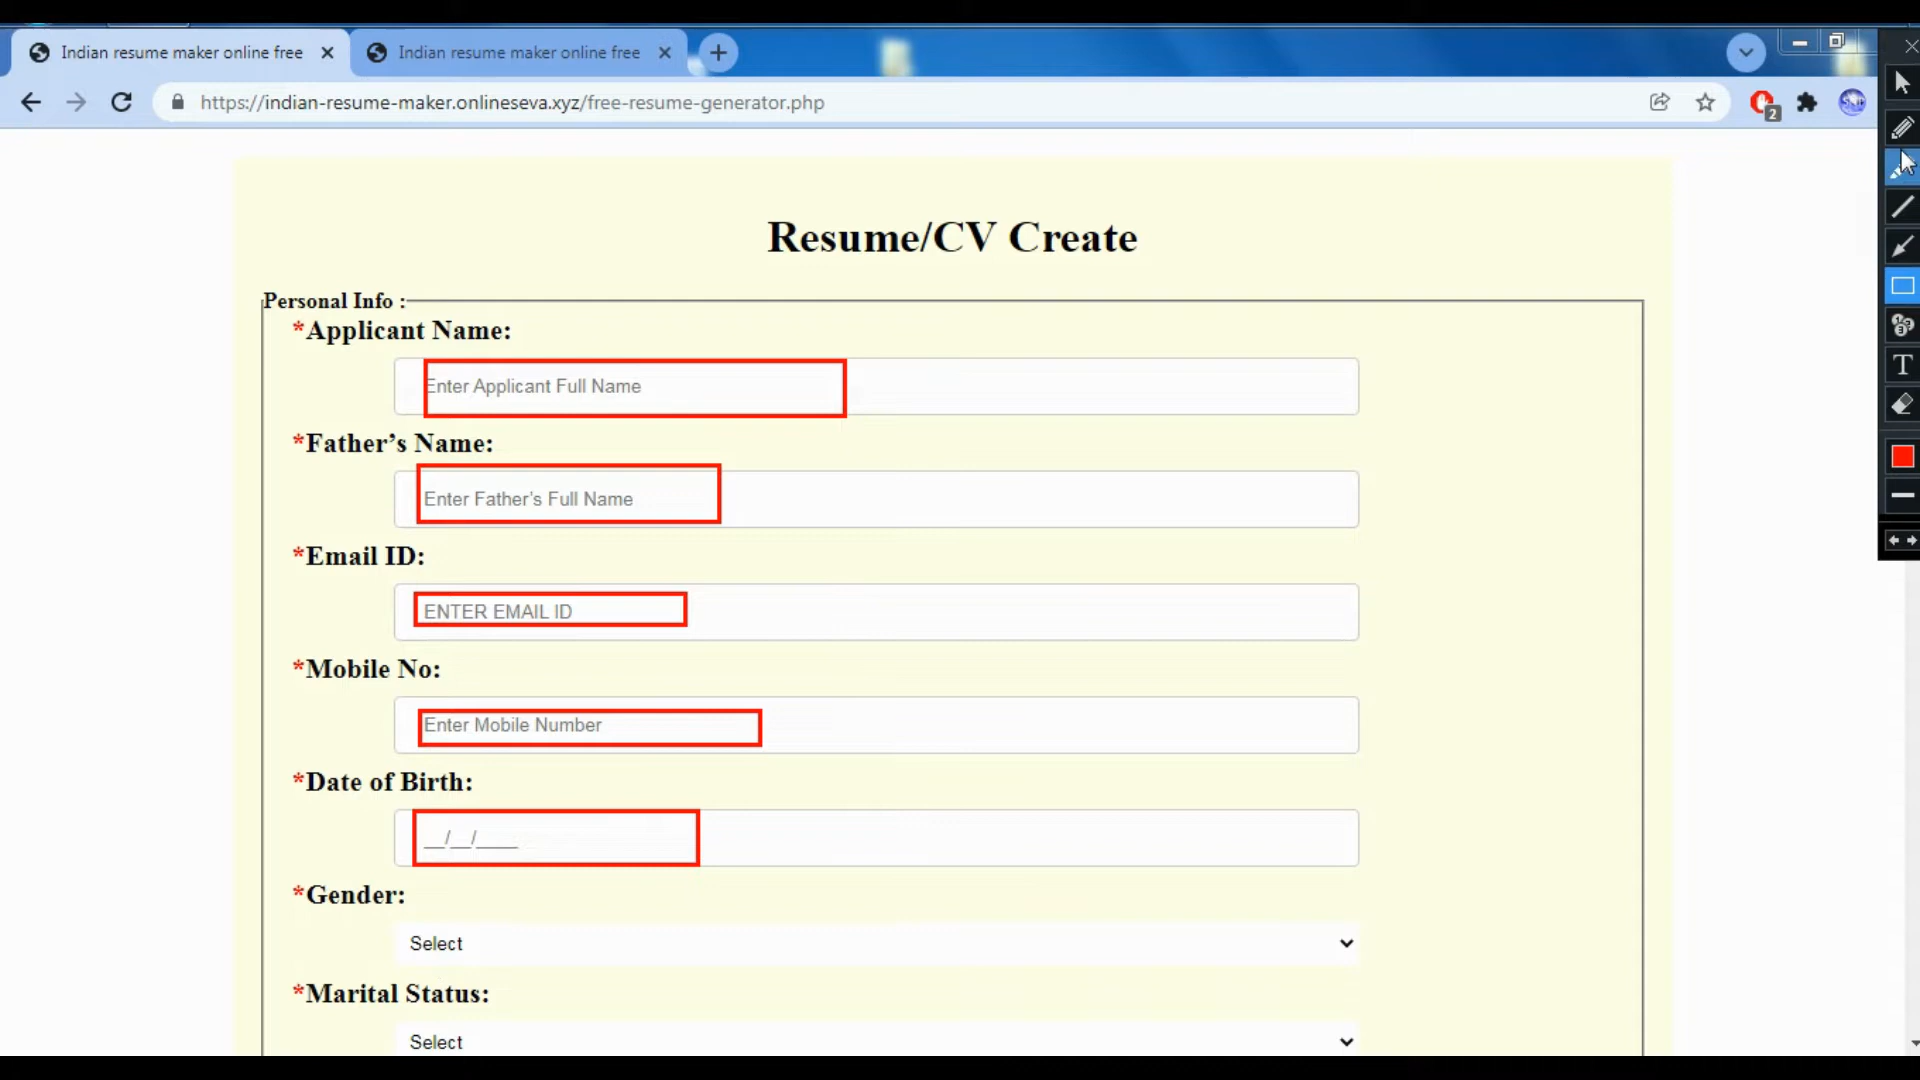 Indian resume maker online free
Indian resume maker online free
https://indian-resume-maker.onlineseva.xyz/free-resume-generator.php
2
Resume/CV Create
Personal Info :
*Applicant Name:
Enter Applicant Full Name
*Father’s Name:
Enter Father’s Full Name
*Email ID:
ENTER EMAIL ID
*Mobile No:
Enter Mobile Number
*Date of Birth:
__/__/____
*Gender:
Select
*Marital Status:
Select
T